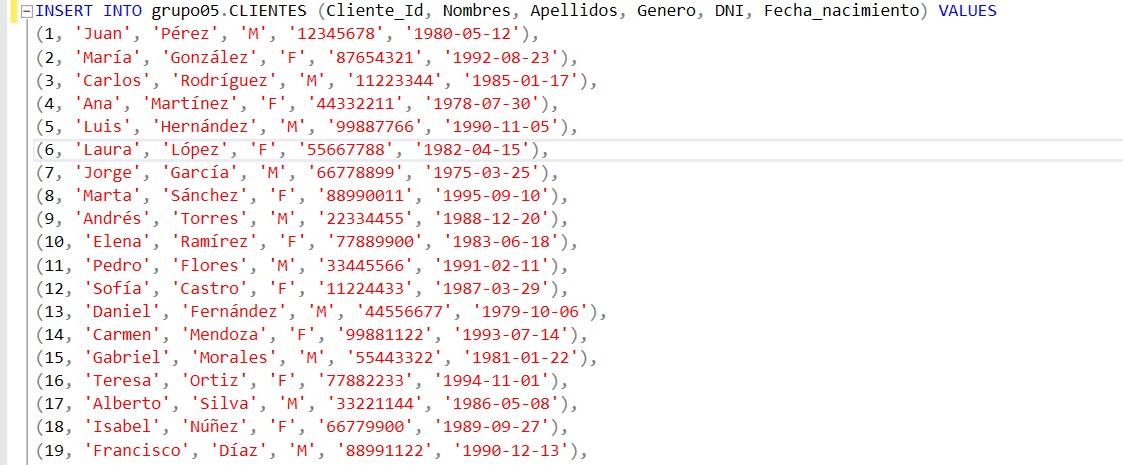 INSERT INTO grupo05.CLIENTES (Cliente_Id, Nombres, Apellidos, Genero, DNI, Fecha_nacimiento) VALUES
(1, 'Juan', 'Pérez', 'M', '12345678', '1980-05-12'),
(2, 'María', 'González', 'F', '87654321', '1992-08-23'),
(3, 'Carlos', 'Rodríguez', 'M', '11223344', '1985-01-17'),
(4, 'Ana', 'Martínez', 'F', '44332211', '1978-07-30'),
(5, 'Luis', 'Hernández', 'M', '99887766', '1990-11-05'),
(6, 'Laura', 'López', 'F', '55667788', '1982-04-15'),
(7, 'Jorge', 'García', 'M', '66778899', '1975-03-25'),
(8, 'Marta', 'Sánchez', 'F', '88990011', '1995-09-10'),
(9, 'Andrés', 'Torres', 'M', '22334455', '1988-12-20'),
(10, 'Elena', 'Ramírez', 'F', '77889900', '1983-06-18'),
(11, 'Pedro', 'Flores', 'M', '33445566', '1991-02-11'),
(12, 'Sofía', 'Castro', 'F', '11224433', '1987-03-29'),
(13, 'Daniel', 'Fernández', 'M', '44556677', '1979-10-06'),
(14, 'Carmen', 'Mendoza', 'F', '99881122', '1993-07-14'),
(15, 'Gabriel', 'Morales', 'M', '55443322', '1981-01-22'),
(16, 'Teresa', 'Ortiz', 'F', '77882233', '1994-11-01'),
(17, 'Alberto', 'Silva', 'M', '33221144', '1986-05-08'),
(18, 'Isabel', 'Núñez', 'F', '66779900', '1989-09-27'),
(19, 'Francisco', 'Díaz', 'M', '88991122', '1990-12-13'),